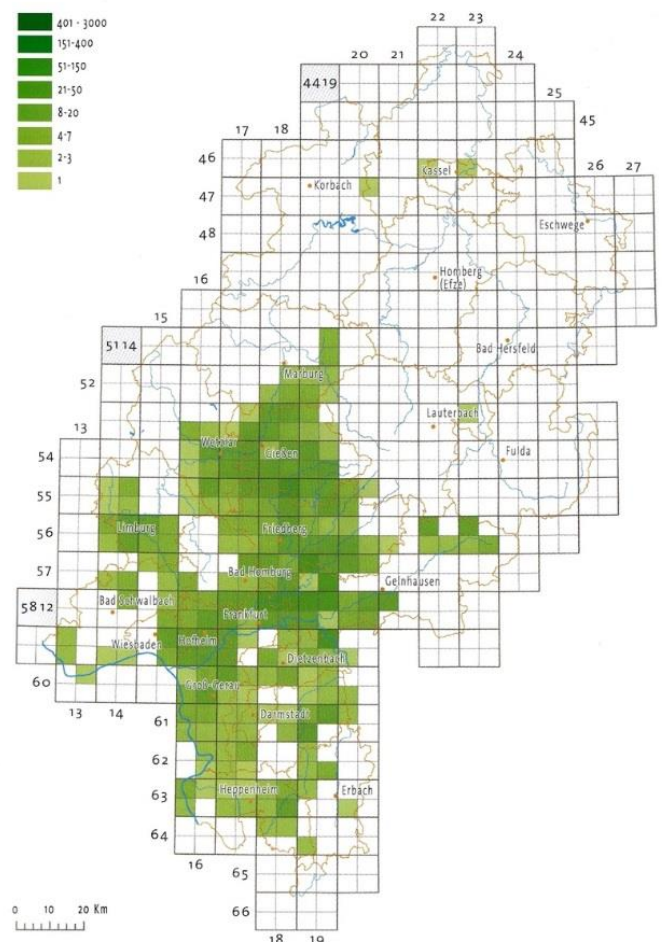 401 - 3000
151-400
51-150
21-50
8-20
4-7
2-3
1
22
23
4419
20
21
24
25
45
17
18
46
Kassel
26
27
47
Korbach
48
Eschwege
Homberg
(Efze)
16
15
5114
Bad Hersfeld
Marburg
52
13
Lauterbach
Wetzlar
Gießen
54
Fulda
55
Limburg
56
Friedberg
57
Bad Homburg
Gelnhausen
5812
Bad Schwalbach
Frankfurt
Wiesbaden
Hofheim
Dietzenbach
60
Groß-Gerau
13
14
61
Darmstadt
62
63
Heppenheim
Erbach
64
16
65
66
0 10 20 Km
18
19